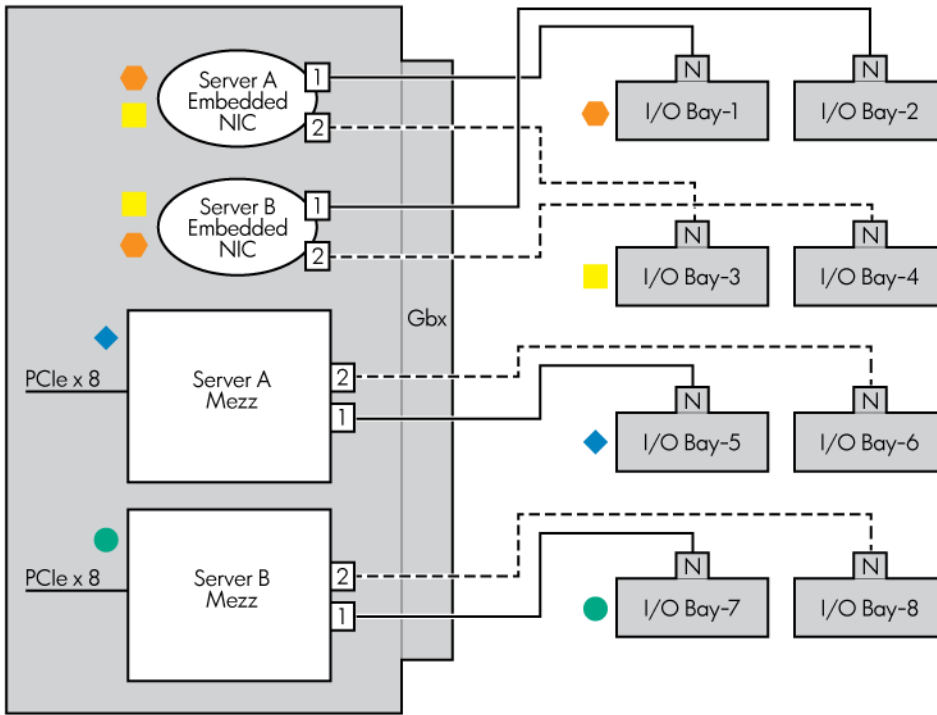 Server A
Embedded
NIC
1
2
Server B
Embedded
NIC
1
2
Gbx
PCIe x 8
Server A
Mezz
2
1
PCIe x 8
Server B
Mezz
2
1
N
I/O Bay-1
N
I/O Bay-2
N
I/O Bay-3
N
I/O Bay-4
N
I/O Bay-5
N
I/O Bay-6
N
I/O Bay-7
N
I/O Bay-8